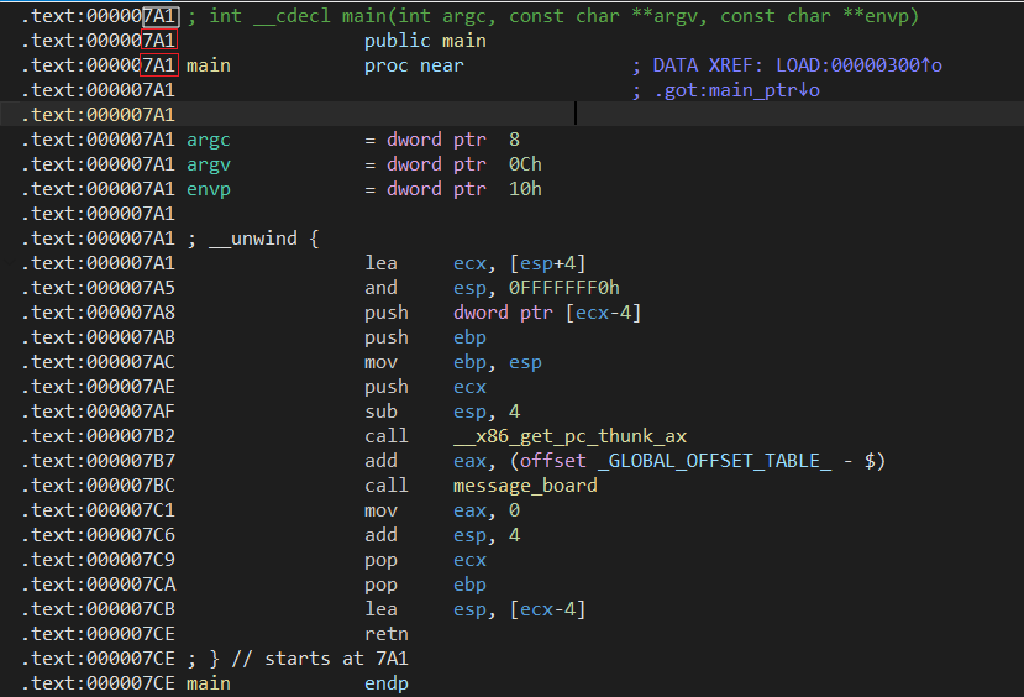 .text:000007A1 ; int __cdecl main(int argc, const char **argv, const char **envp)
.text:000007A1                 public main
.text:000007A1 main            proc near               ; DATA XREF: LOAD:00000300↑o
.text:000007A1                                         ; .got:main_ptr↓o
.text:000007A1
.text:000007A1 argc            = dword ptr  8
.text:000007A1 argv            = dword ptr  0Ch
.text:000007A1 envp            = dword ptr  10h
.text:000007A1
.text:000007A1 ; __unwind {
.text:000007A1                 lea     ecx, [esp+4]
.text:000007A5                 and     esp, 0FFFFFFF0h
.text:000007A8                 push    dword ptr [ecx-4]
.text:000007AB                 push    ebp
.text:000007AC                 mov     ebp, esp
.text:000007AE                 push    ecx
.text:000007AF                 sub     esp, 4
.text:000007B2                 call    __x86_get_pc_thunk_ax
.text:000007B7                 add     eax, (offset _GLOBAL_OFFSET_TABLE_ - $)
.text:000007BC                 call    message_board
.text:000007C1                 mov     eax, 0
.text:000007C6                 add     esp, 4
.text:000007C9                 pop     ecx
.text:000007CA                 pop     ebp
.text:000007CB                 lea     esp, [ecx-4]
.text:000007CE                 retn
.text:000007CE ; } // starts at 7A1
.text:000007CE main            endp